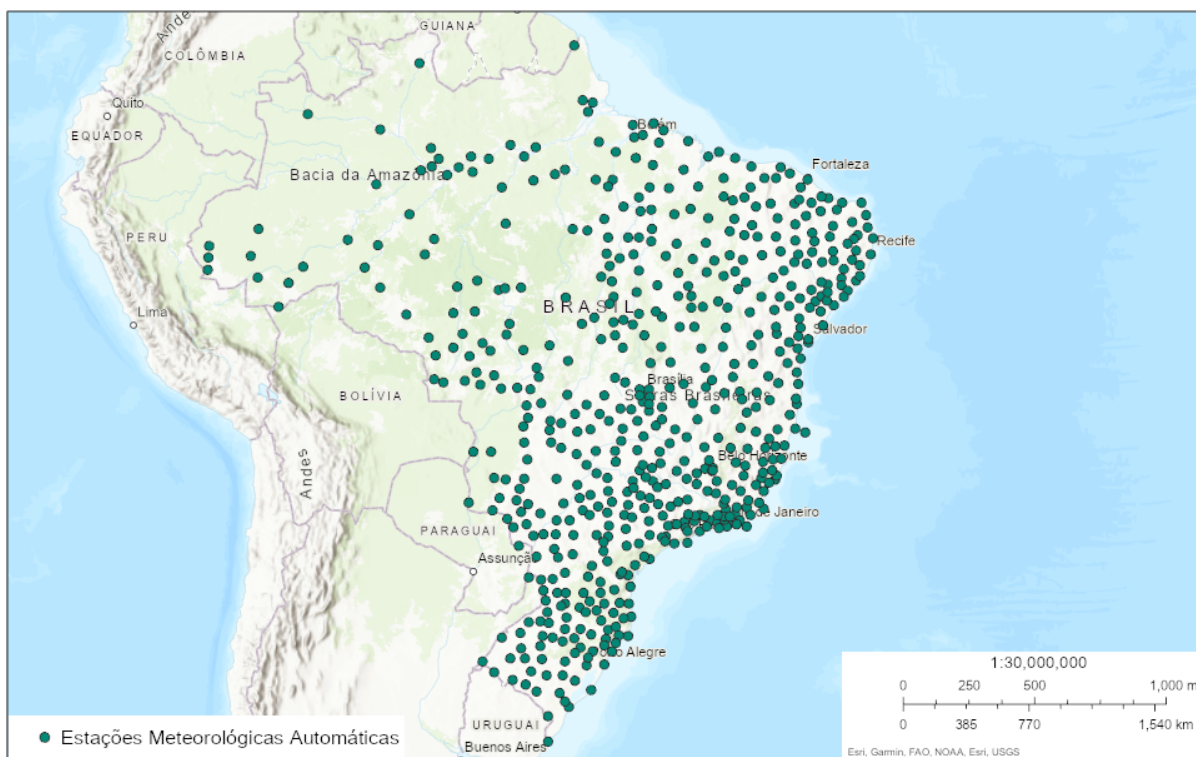 GUIANA
COLÔMBIA
Ande
Quito
EQUADOR
Belém
Fortaleza
Bacia da Amazônia
PERU
Recife
Lima
BRASIL
Salvador
Brasília
BOLÍVIA
Andes
Belo Horizonte
de Janeiro
PARAGUAI
Assunção
Alegre
URUGUAI
Buenos Aires
Estações Meteorológicas Automáticas
1:30,000,000
0 250 500 1,000 m
0 385 770 1,540 km
Esri, Garmin, FAO, NOAA, Esri, USGS